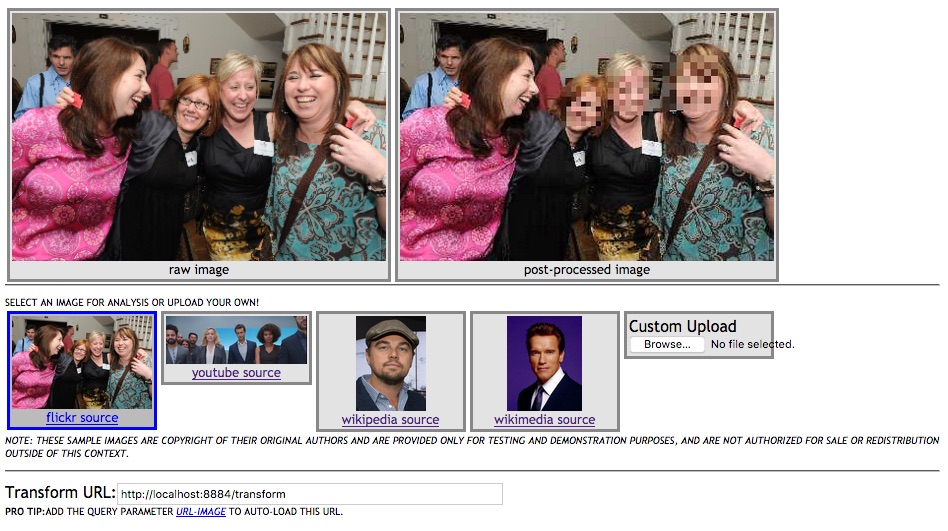 raw image
post-processed image
SELECT AN IMAGE FOR ANALYSIS OR UPLOAD YOUR OWN!
flickr source
youtube source
wikipedia source
wikimedia source
Custom Upload
Browse... No file selected.
NOTE: THESE SAMPLE IMAGES ARE COPYRIGHT OF THEIR ORIGINAL AUTHORS AND ARE PROVIDED ONLY FOR TESTING AND DEMONSTRATION PURPOSES, AND ARE NOT AUTHORIZED FOR SALE OR REDISTRIBUTION
OUTSIDE OF THIS CONTEXT.
Transform URL: http://localhost:8884/transform
PRO TIP:ADD THE QUERY PARAMETER URL-IMAGE TO AUTO-LOAD THIS URL.